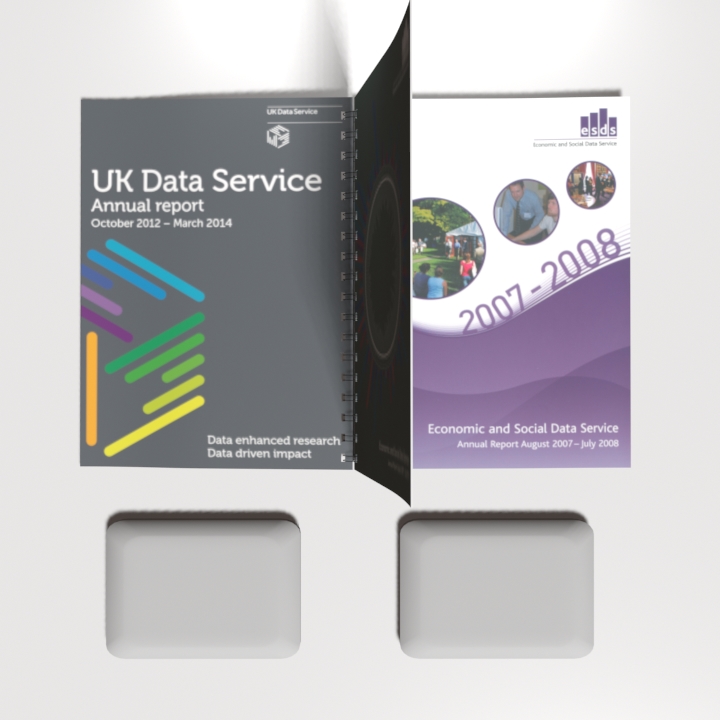 UK Data Service
UK Data Service
Annual report
October 2012 – March 2014
Data enhanced research
Data driven impact
esds
Economic and Social Data Service
2007-2008
Economic and Social Data Service
Annual Report August 2007 – July 2008